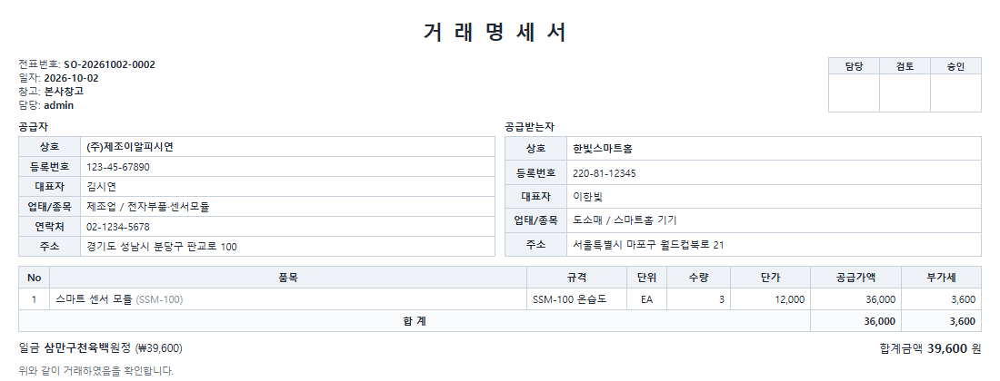 거 래 명 세 서
전표번호: SO-20261002-0002
일자: 2026-10-02
창고: 본사창고
담당: admin
담당 검토 승인
공급자
상호 (주)제조이알피시연
등록번호 123-45-67890
대표자 김시연
업태/종목 제조업 / 전자부품·센서모듈
연락처 02-1234-5678
주소 경기도 성남시 분당구 판교로 100
공급받는자
상호 한빛스마트홈
등록번호 220-81-12345
대표자 이한빛
업태/종목 도소매 / 스마트홈 기기
주소 서울특별시 마포구 월드컵북로 21
No 품목 규격 단위 수량 단가 공급가액 부가세
1 스마트 센서 모듈 (SSM-100) SSM-100 온습도 EA 3 12,000 36,000 3,600
합 계 36,000 3,600
일금 삼만구천육백원정 (₩39,600)
합계금액 39,600 원
위와 같이 거래하였음을 확인합니다.